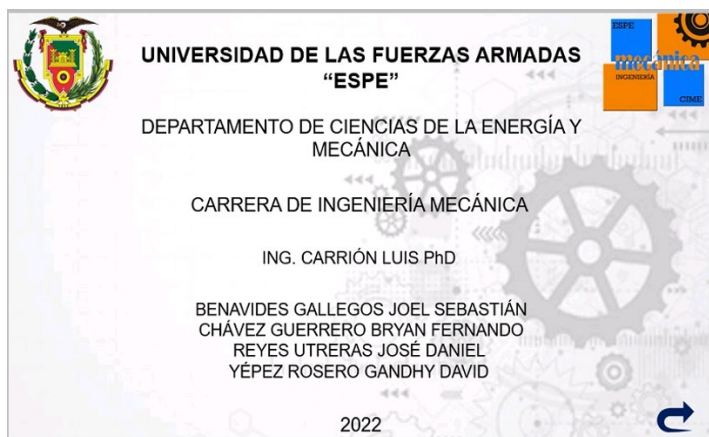 UNIVERSIDAD DE LAS FUERZAS ARMADAS
“ESPE”
DEPARTAMENTO DE CIENCIAS DE LA ENERGÍA Y
MECÁNICA
CARRERA DE INGENIERÍA MECÁNICA
ING. CARRIÓN LUIS PhD
BENAVIDES GALLEGOS JOEL SEBASTIÁN
CHÁVEZ GUERRERO BRYAN FERNANDO
REYES UTRERAS JOSÉ DANIEL
YÉPEZ ROSERO GANDHY DAVID
2022
ESPE
mecánica
INGENIERÍA
CIME